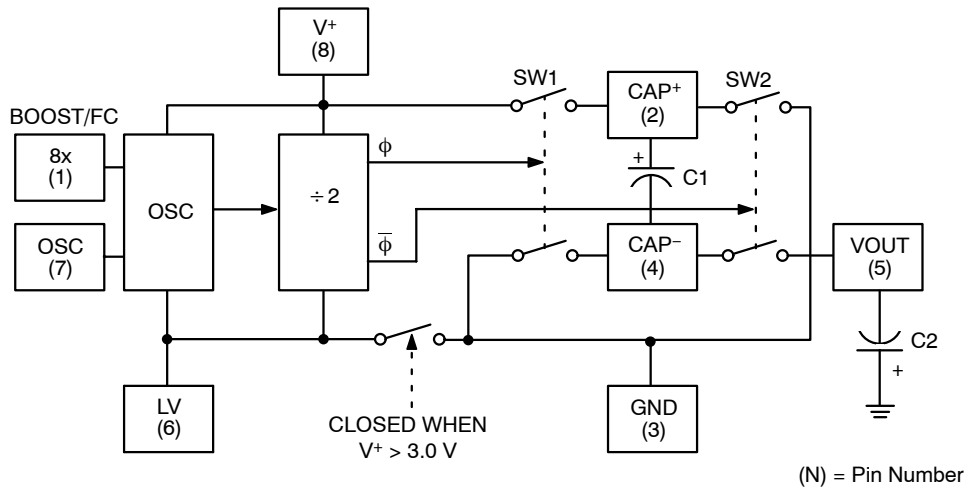 V⁺
(8)
BOOST/FC
8x
(1)
OSC
(7)
OSC
÷2
ϕ
ϕ̅
SW1
CAP⁺
(2)
SW2
+
C1
CAP⁻
(4)
VOUT
(5)
C2
+
LV
(6)
CLOSED WHEN
V⁺ > 3.0 V
GND
(3)
(N) = Pin Number